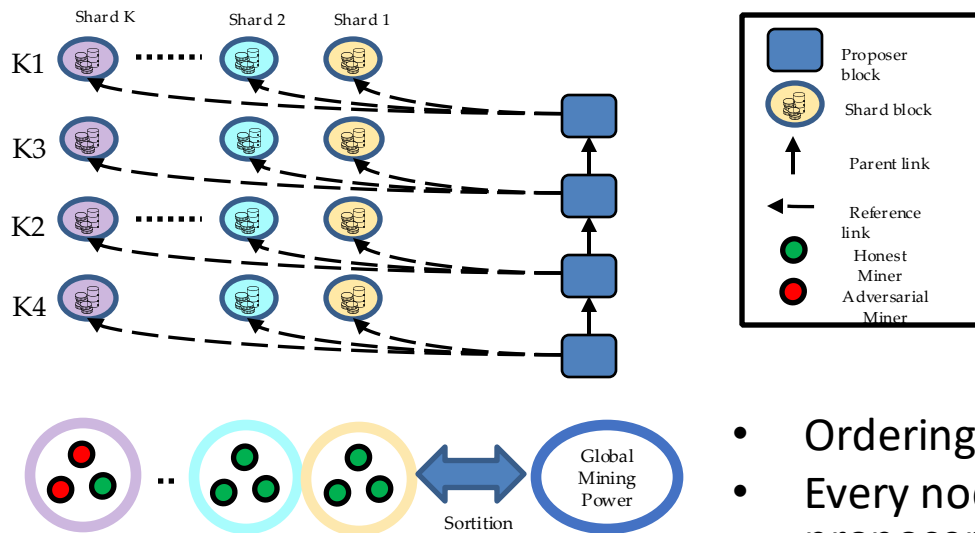 Shard K
Shard 2
Shard 1
K1
K3
K2
K4
Proposer
block
Shard block
Parent link
Reference
link
Honest
Miner
Adversarial
Miner
Global
Mining
Power
Sortition
• Ordering
• Every